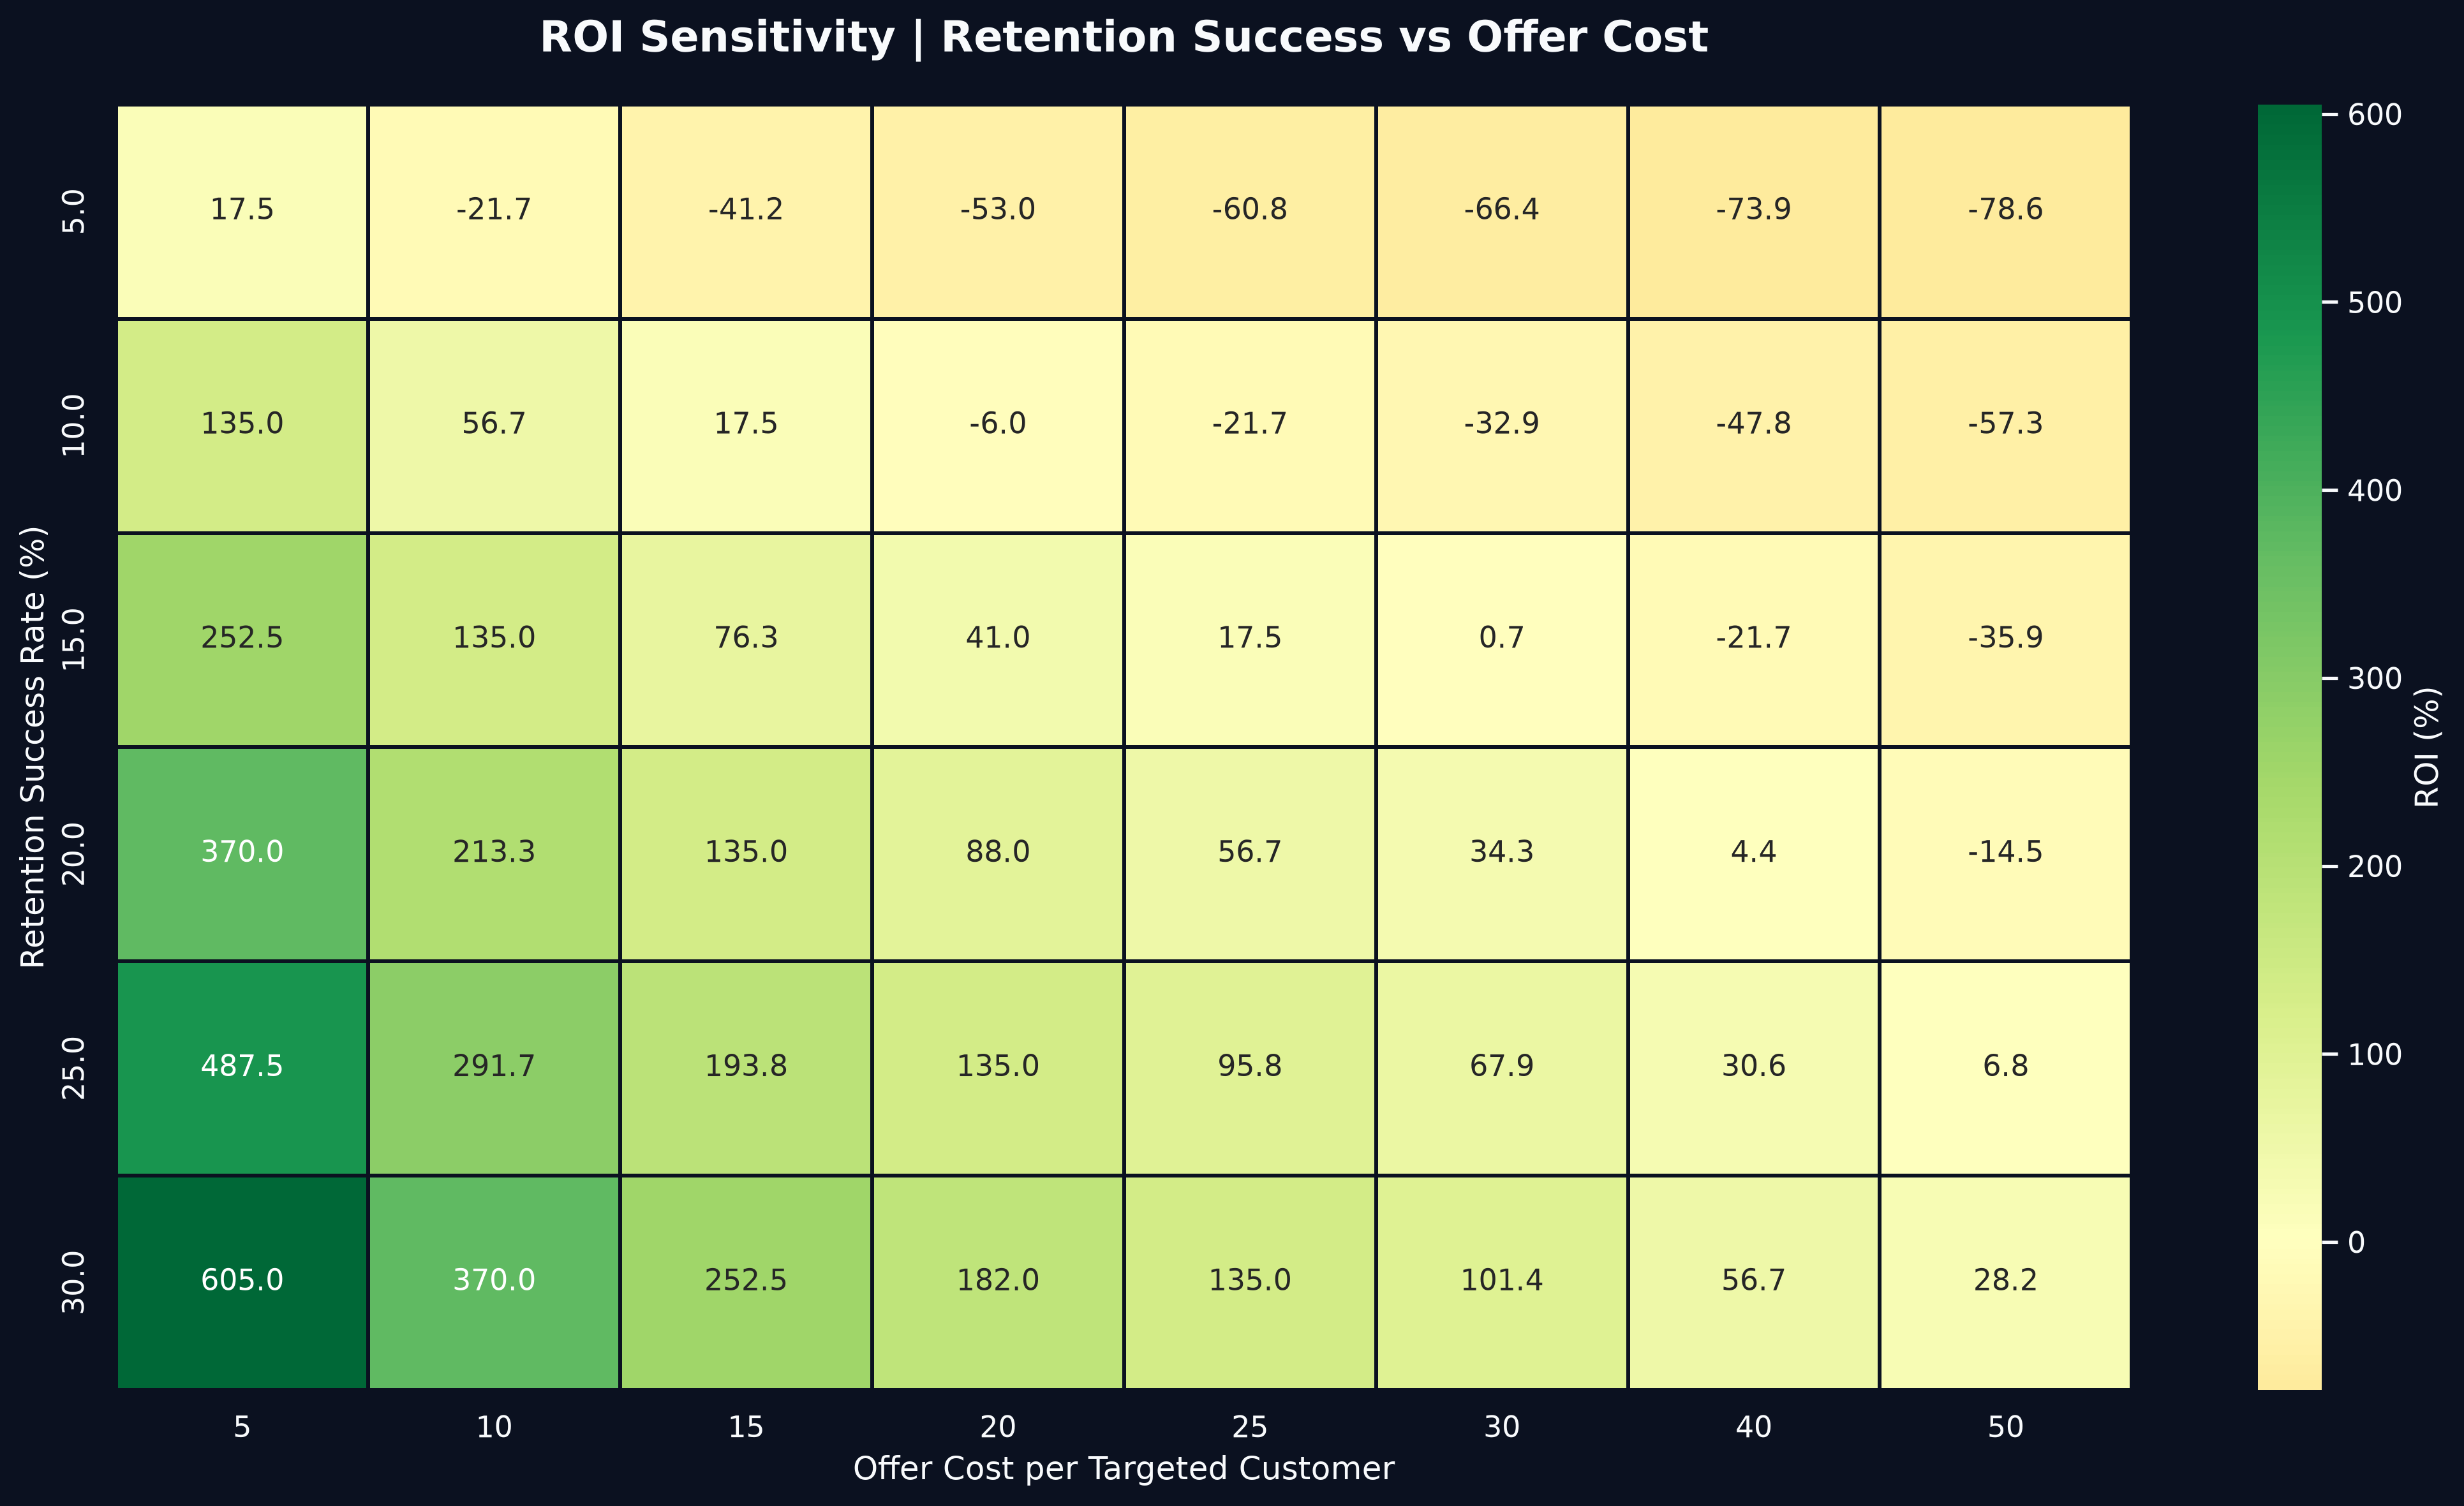 ROI Sensitivity | Retention Success vs Offer Cost
600
17.5 -21.7 -41.2 -53.0 -60.8 -66.4 -73.9 -78.6
5.0
500
10.0
135.0 56.7 17.5 -6.0 -21.7 -32.9 -47.8 -57.3
400
Retention Success Rate (%)
15.0
252.5 135.0 76.3 41.0 17.5 0.7 -21.7 -35.9
300
ROI (%)
20.0
370.0 213.3 135.0 88.0 56.7 34.3 4.4 -14.5
200
25.0
487.5 291.7 193.8 135.0 95.8 67.9 30.6 6.8
100
0
30.0
605.0 370.0 252.5 182.0 135.0 101.4 56.7 28.2
5 10 15 20 25 30 40 50
Offer Cost per Targeted Customer